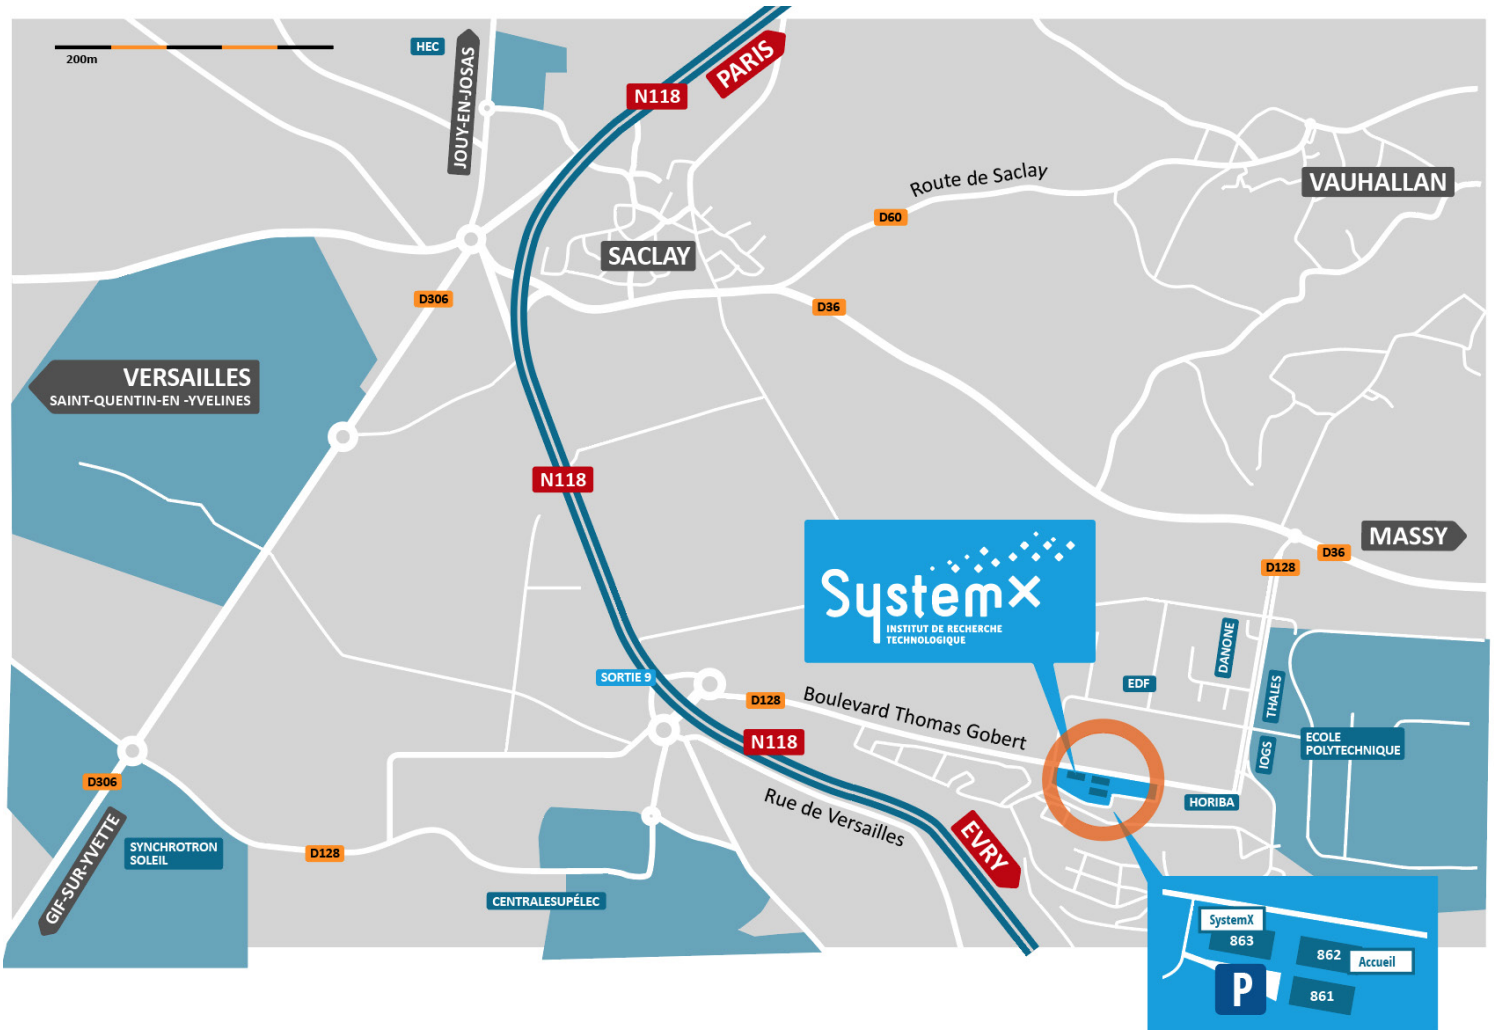 200m
HEC
JOUY-EN-JOSAS
PARIS
N118
Route de Saclay
VAUHALLAN
D60
SACLAY
D306
D36
VERSAILLES
SAINT-QUENTIN-EN -YVELINES
N118
MASSY
D36
D128
SystemX
INSTITUT DE RECHERCHE
TECHNOLOGIQUE
DANONE
SORTIE 9
EDF
THALES
D128
Boulevard Thomas Gobert
N118
IOGS
ECOLE
POLYTECHNIQUE
D306
Rue de Versailles
HORIBA
GIF-SUR-YVETTE
SYNCHROTRON
SOLEIL
D128
EVRY
CENTRALESUPÉLEC
SystemX
863
862
Accueil
P
861